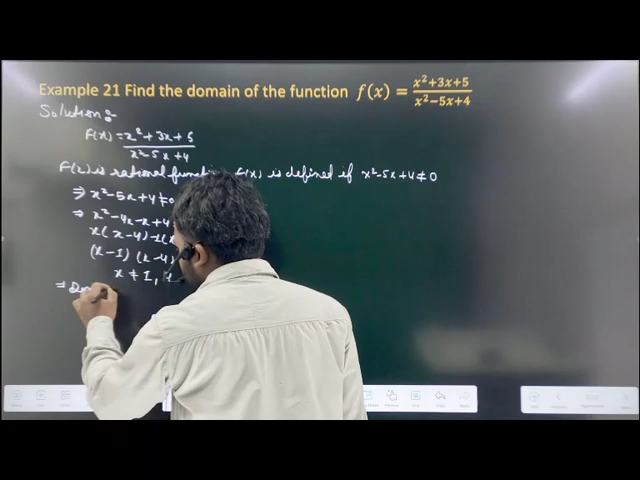 Example 21 Find the domain of the function f(x) = x²+3x+5 / x²−5x+4
Solution:-
F(x) = x² + 3x + 5 / x² - 5x + 4
F(x) is rational function f(x) is defined if x² - 5x + 4 ≠ 0
⇒ x² - 5x + 4 ≠ 0
⇒ x² - 4x - x + 4
x(x - 4) - 1(x
(x - 1) (x - 4)
x ≠ 1,
⇒